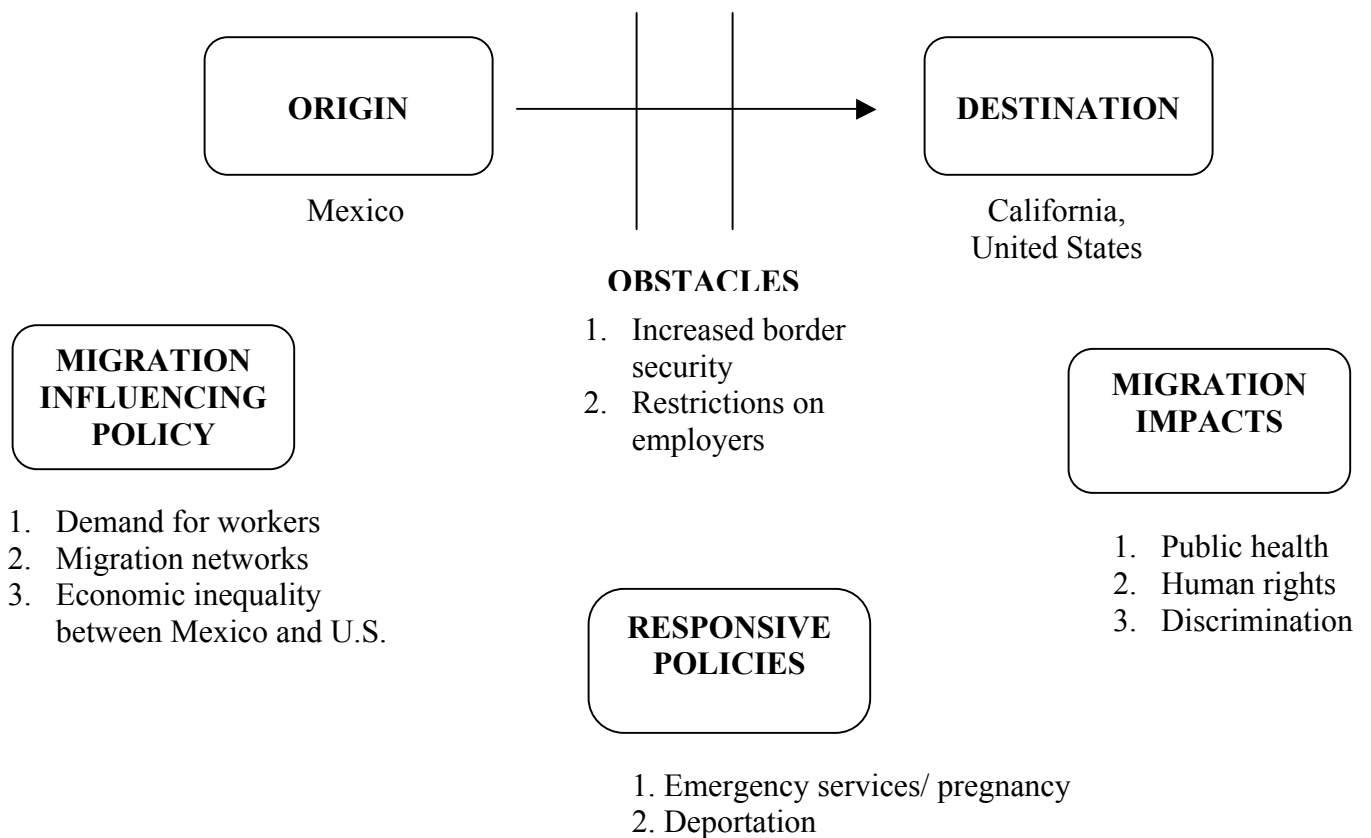 ORIGIN
DESTINATION
Mexico
California,
United States
OBSTACLES
1. Increased border
security
2. Restrictions on
employers
MIGRATION
INFLUENCING
POLICY
1. Demand for workers
2. Migration networks
3. Economic inequality
between Mexico and U.S.
MIGRATION
IMPACTS
1. Public health
2. Human rights
3. Discrimination
RESPONSIVE
POLICIES
1. Emergency services/ pregnancy
2. Deportation